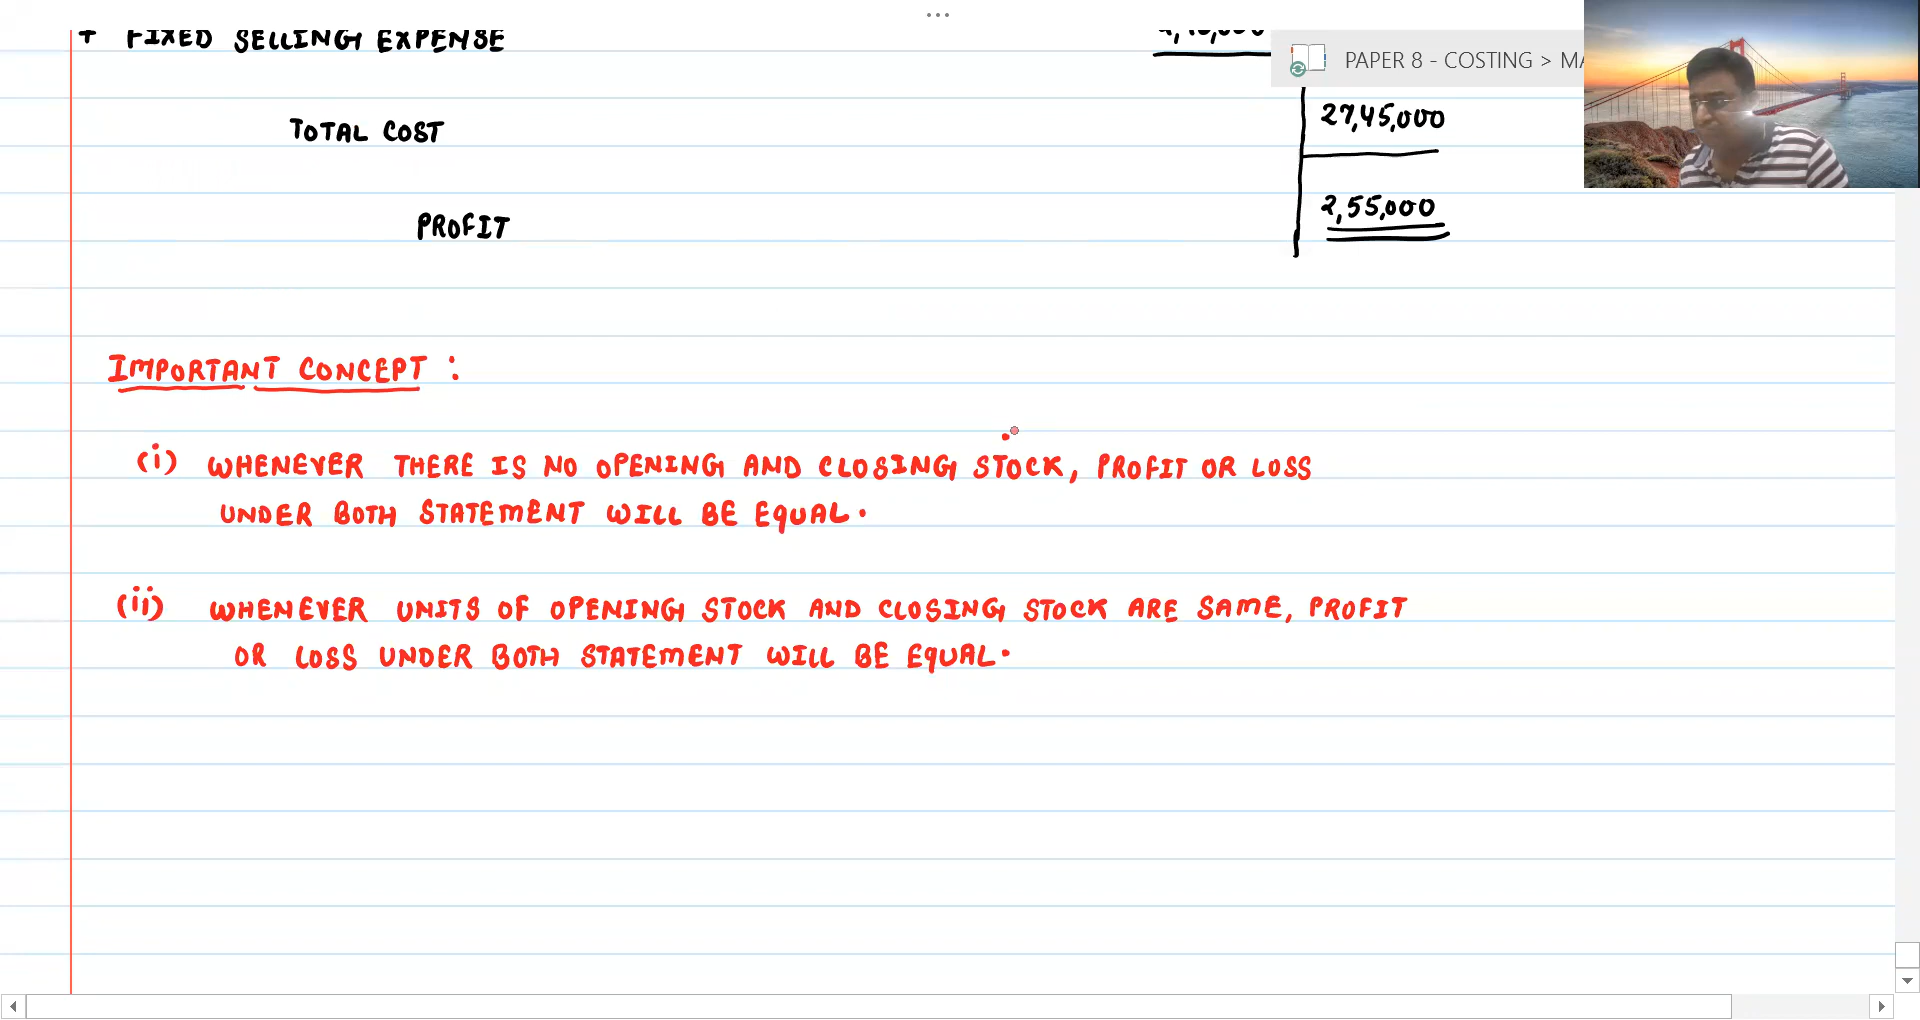 + FIXED SELLING EXPENSE
PAPER 8 - COSTING > MA
TOTAL COST 27,45,000
PROFIT 2,55,000
IMPORTANT CONCEPT :
(i) WHENEVER THERE IS NO OPENING AND CLOSING STOCK, PROFIT OR LOSS
UNDER BOTH STATEMENT WILL BE EQUAL.
(ii) WHENEVER UNITS OF OPENING STOCK AND CLOSING STOCK ARE SAME, PROFIT
OR LOSS UNDER BOTH STATEMENT WILL BE EQUAL.